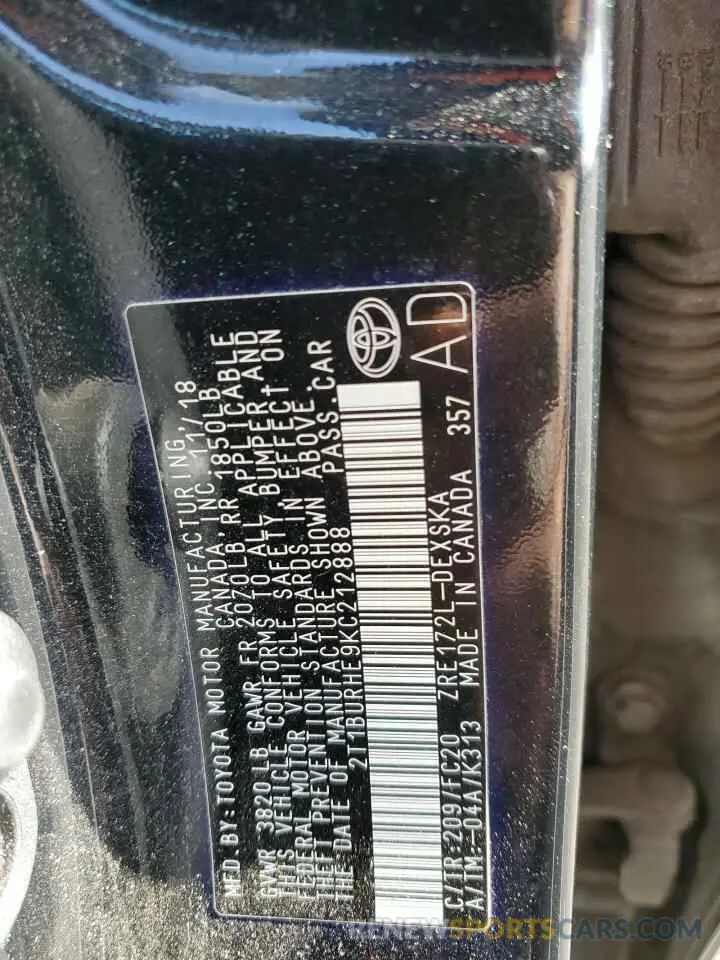 MFD.BY:TOYOTA MOTOR MANUFACTURING,
CANADA, INC. 11/18
GVWR 3820 LB GAWR FR 2070LB, RR 1850LB
THIS VEHICLE CONFORMS TO ALL APPLICABLE
FEDERAL MOTOR VEHICLE SAFETY BUMPER, AND
THEFT PREVENTION STANDARDS IN EFFECT ON
THE DATE OF MANUFACTURE SHOWN ABOVE.
2T1BURHE9KC212888 PASS.CAR
C/TR:209/FC20 ZRE172L-DEXSKA
A/TM:-04A/K313 MADE IN CANADA 357
AD
RENEWSPORTSCARS.COM